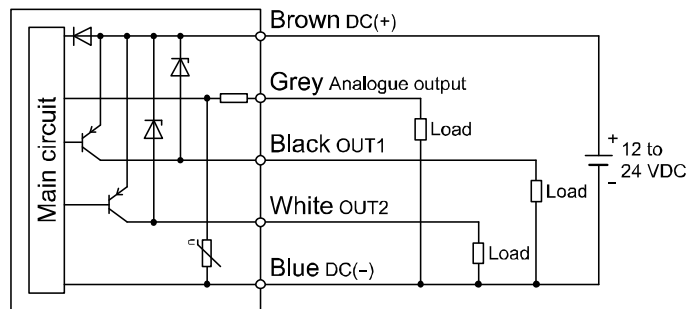 Brown DC(+)
Grey Analogue output
Load
Black OUT1
Load
White OUT2
Load
Blue DC(−)
Main circuit
+
12 to
24 VDC
−
u